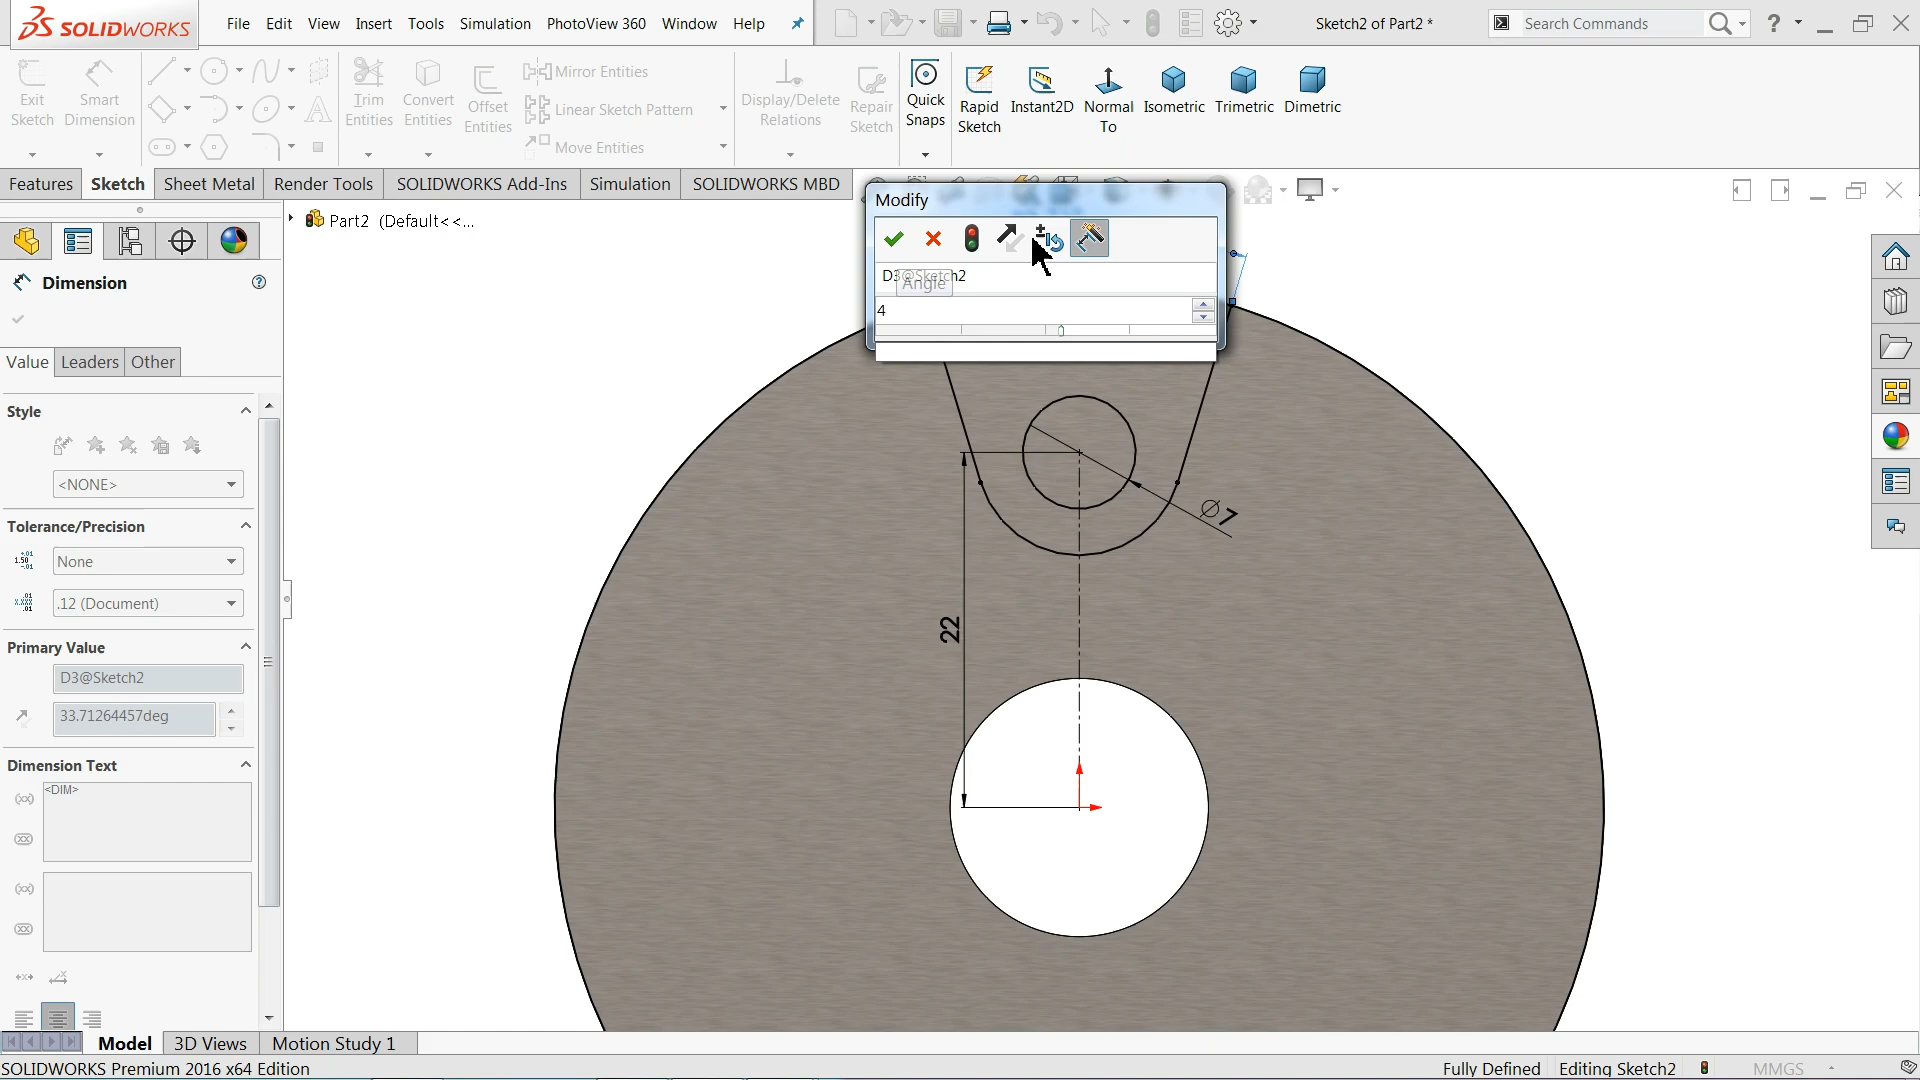 SOLIDWORKS File Edit View Insert Tools Simulation PhotoView 360 Window Help Sketch2 of Part2 * Search Commands ?
Exit Sketch
Smart Dimension
Trim Entities
Convert Entities
Offset Entities
Mirror Entities
Linear Sketch Pattern
Move Entities
Display/Delete Relations
Repair Sketch
Quick Snaps
Rapid Sketch
Instant2D
Normal To
Isometric
Trimetric
Dimetric
Features Sketch Sheet Metal Render Tools SOLIDWORKS Add-Ins Simulation SOLIDWORKS MBD
Part2 (Default<<...
Modify
D3@Sketch2
Angle
4
Dimension
Value Leaders Other
Style
<NONE>
Tolerance/Precision
None
.12 (Document)
Primary Value
D3@Sketch2
33.71264457deg
Dimension Text
<DIM>
∅7
22
Model 3D Views Motion Study 1
SOLIDWORKS Premium 2016 x64 Edition Fully Defined Editing Sketch2 MMGS